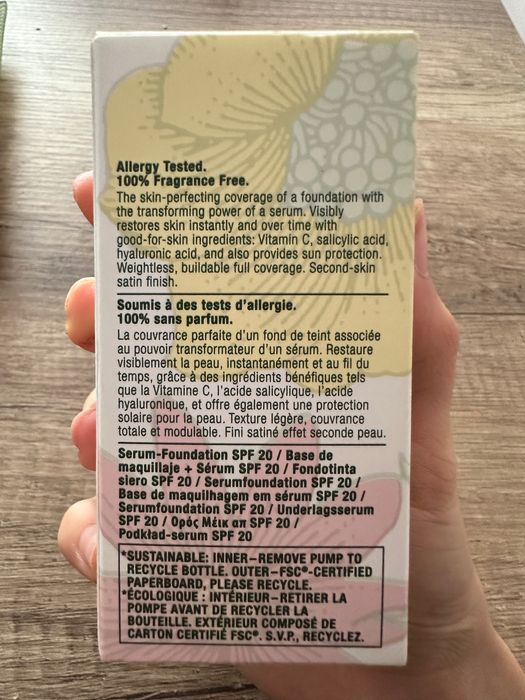 Allergy Tested.
100% Fragrance Free.
The skin-perfecting coverage of a foundation with
the transforming power of a serum. Visibly
restores skin instantly and over time with
good-for-skin ingredients: Vitamin C, salicylic acid,
hyaluronic acid, and also provides sun protection.
Weightless, buildable full coverage. Second-skin
satin finish.
Soumis à des tests d'allergie.
100% sans parfum.
La couvrance parfaite d'un fond de teint associée
au pouvoir transformateur d'un sérum. Restaure
visiblement la peau, instantanément et au fil du
temps, grâce à des ingrédients bénéfiques tels
que la Vitamine C, l'acide salicylique, l'acide
hyaluronique, et offre également une protection
solaire pour la peau. Texture légère, couvrance
totale et modulable. Fini satiné effet seconde peau.
Serum-Foundation SPF 20 / Base de
maquillaje + Sérum SPF 20 / Fondotinta
siero SPF 20 / Serumfoundation SPF 20 /
Base de maquilhagem em sérum SPF 20 /
Serumfoundation SPF 20 / Underlagsserum
SPF 20 / Ορός Μέικ απ SPF 20 /
Podkład-serum SPF 20
*SUSTAINABLE: INNER–REMOVE PUMP TO
RECYCLE BOTTLE. OUTER–FSC®-CERTIFIED
PAPERBOARD, PLEASE RECYCLE.
*ÉCOLOGIQUE : INTÉRIEUR–RETIRER LA
POMPE AVANT DE RECYCLER LA
BOUTEILLE. EXTÉRIEUR COMPOSÉ DE
CARTON CERTIFIÉ FSC®. S.V.P., RECYCLEZ.